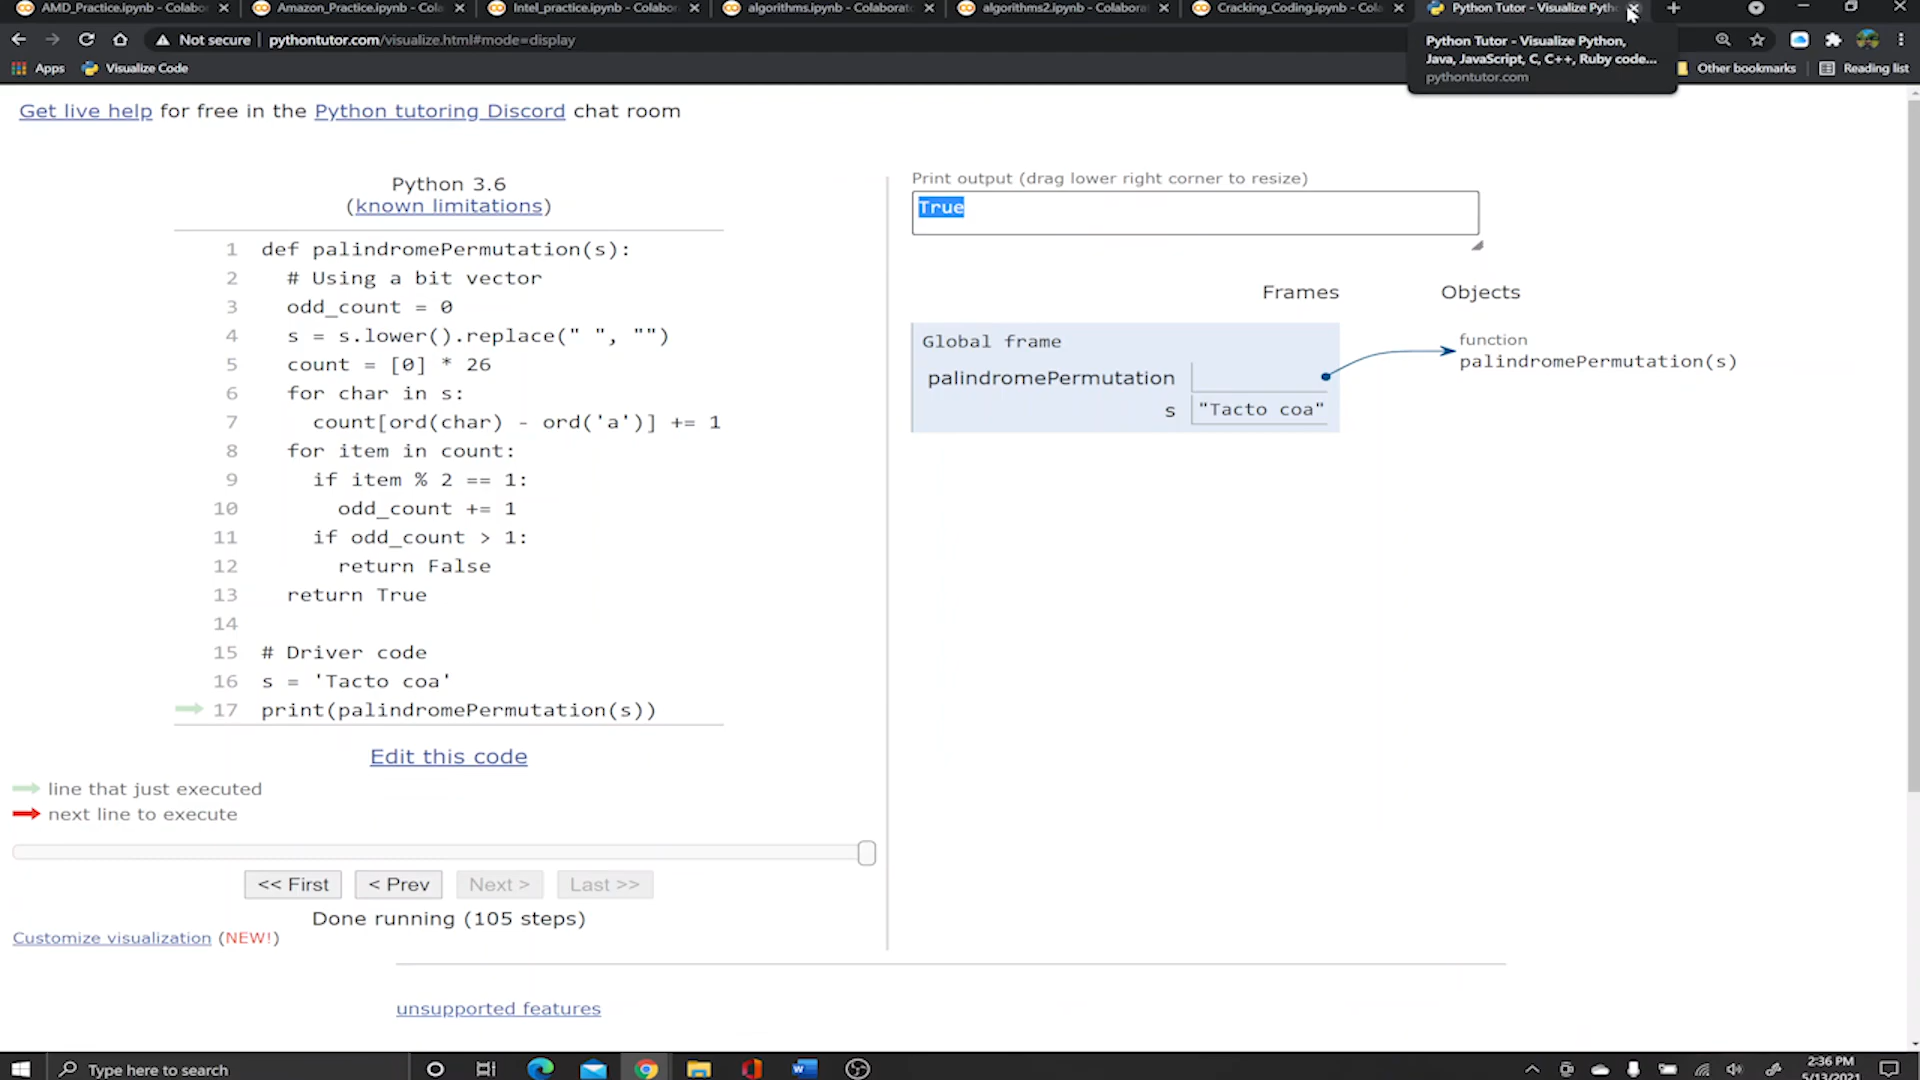 AMD_Practice.ipynb - Colabo
Amazon_Practice.ipynb - Cola
Intel_practice.ipynb - Colabor
algorithms.ipynb - Colaborat
algorithms2.ipynb - Colabora
Cracking_Coding.ipynb - Cola
Python Tutor - Visualize Pyth
Not secure
pythontutor.com/visualize.html#mode=display
Python Tutor - Visualize Python,
Java, JavaScript, C, C++, Ruby code...
pythontutor.com
Apps
Visualize Code
Other bookmarks
Reading list
Get live help for free in the Python tutoring Discord chat room
Python 3.6
(known limitations)
1 def palindromePermutation(s):
2 # Using a bit vector
3 odd_count = 0
4 s = s.lower().replace(" ", "")
5 count = [0] * 26
6 for char in s:
7 count[ord(char) - ord('a')] += 1
8 for item in count:
9 if item % 2 == 1:
10 odd_count += 1
11 if odd_count > 1:
12 return False
13 return True
14
15 # Driver code
16 s = 'Tacto coa'
17 print(palindromePermutation(s))
Edit this code
line that just executed
next line to execute
<< First
< Prev
Next >
Last >>
Done running (105 steps)
Customize visualization (NEW!)
Print output (drag lower right corner to resize)
True
Frames
Objects
Global frame
palindromePermutation
s "Tacto coa"
function
palindromePermutation(s)
unsupported features
Type here to search
2:36 PM
5/13/2021